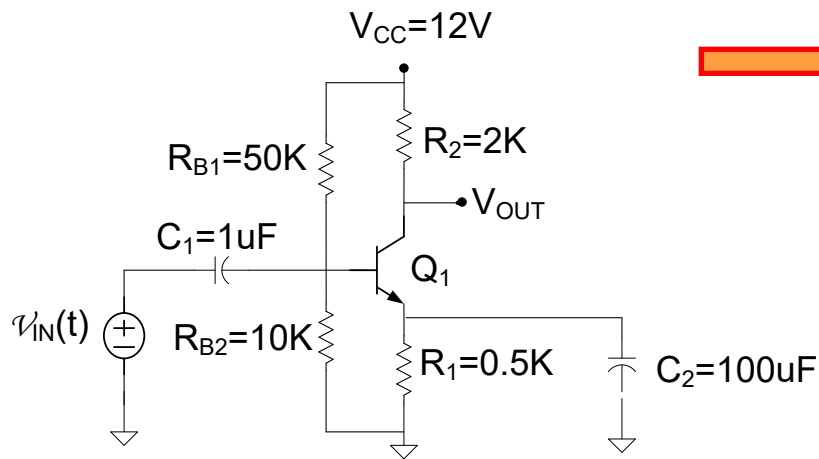 V_CC=12V
R_B1=50K
R_2=2K
V_OUT
C_1=1uF
Q_1
𝒱_IN(t)
R_B2=10K
R_1=0.5K
C_2=100uF